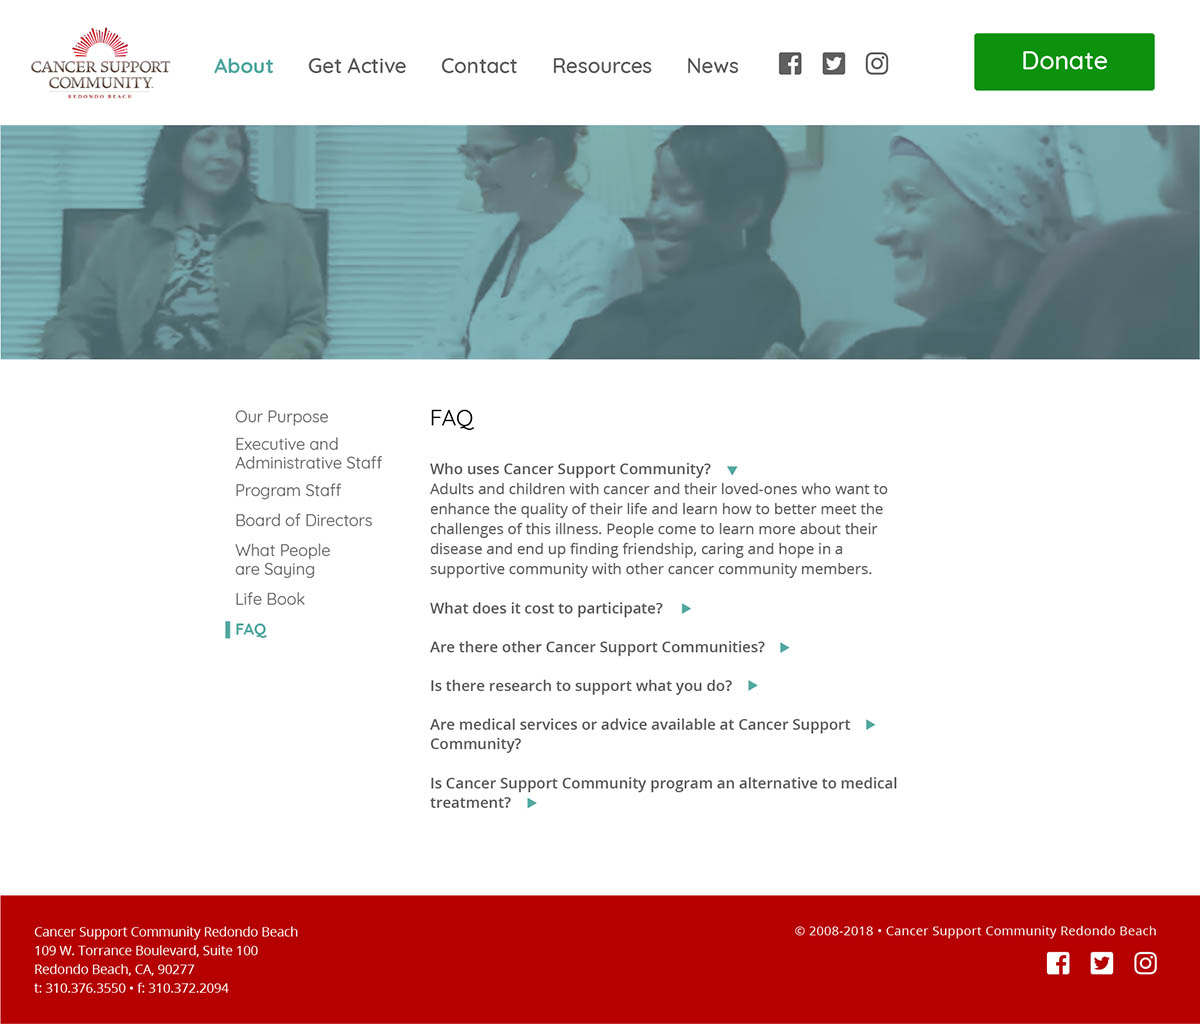 CANCER SUPPORT
COMMUNITY
REDONDO BEACH
About
Get Active
Contact
Resources
News
Donate
Our Purpose
Executive and
Administrative Staff
Program Staff
Board of Directors
What People
are Saying
Life Book
FAQ
FAQ
Who uses Cancer Support Community?
Adults and children with cancer and their loved-ones who want to
enhance the quality of their life and learn how to better meet the
challenges of this illness. People come to learn more about their
disease and end up finding friendship, caring and hope in a
supportive community with other cancer community members.
What does it cost to participate?
Are there other Cancer Support Communities?
Is there research to support what you do?
Are medical services or advice available at Cancer Support
Community?
Is Cancer Support Community program an alternative to medical
treatment?
Cancer Support Community Redondo Beach
109 W. Torrance Boulevard, Suite 100
Redondo Beach, CA, 90277
t: 310.376.3550 • f: 310.372.2094
© 2008-2018 • Cancer Support Community Redondo Beach